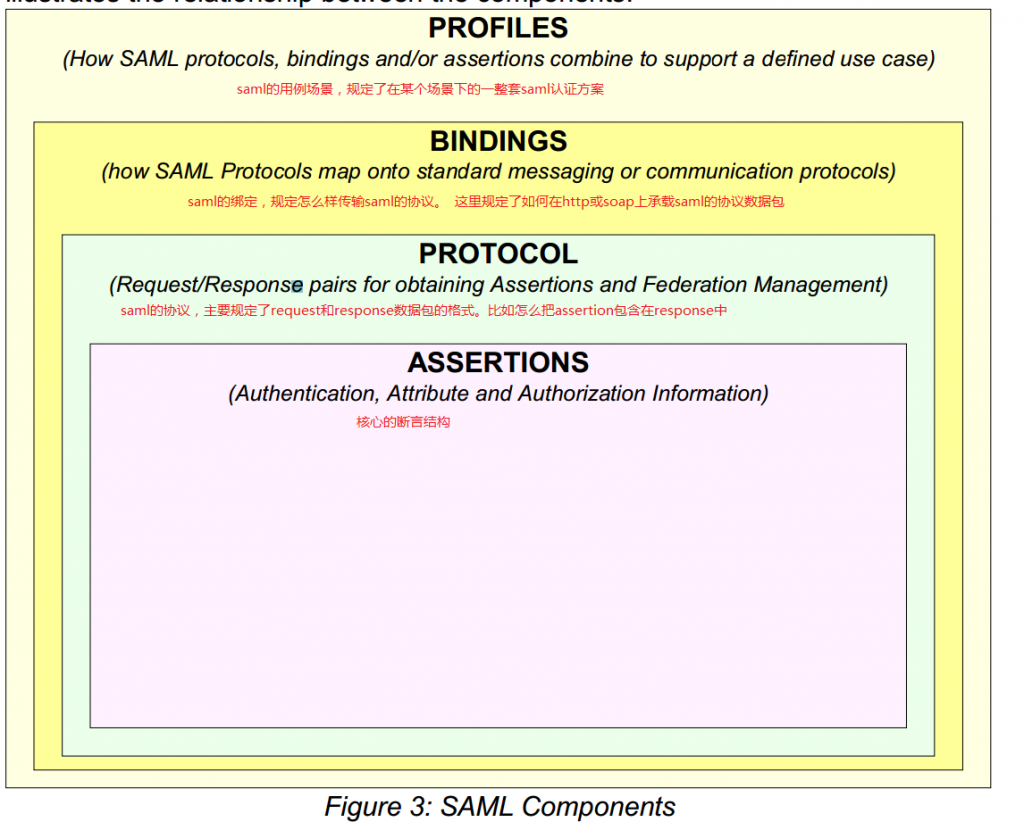 illustrates the relationship between the components.
PROFILES
(How SAML protocols, bindings and/or assertions combine to support a defined use case)
saml的用例场景，规定了在某个场景下的一整套saml认证方案
BINDINGS
(how SAML Protocols map onto standard messaging or communication protocols)
saml的绑定，规定怎么样传输saml的协议。 这里规定了如何在http或soap上承载saml的协议数据包
PROTOCOL
(Request/Response pairs for obtaining Assertions and Federation Management)
saml的协议，主要规定了request和response数据包的格式。比如怎么把assertion包含在response中
ASSERTIONS
(Authentication, Attribute and Authorization Information)
核心的断言结构
Figure 3: SAML Components